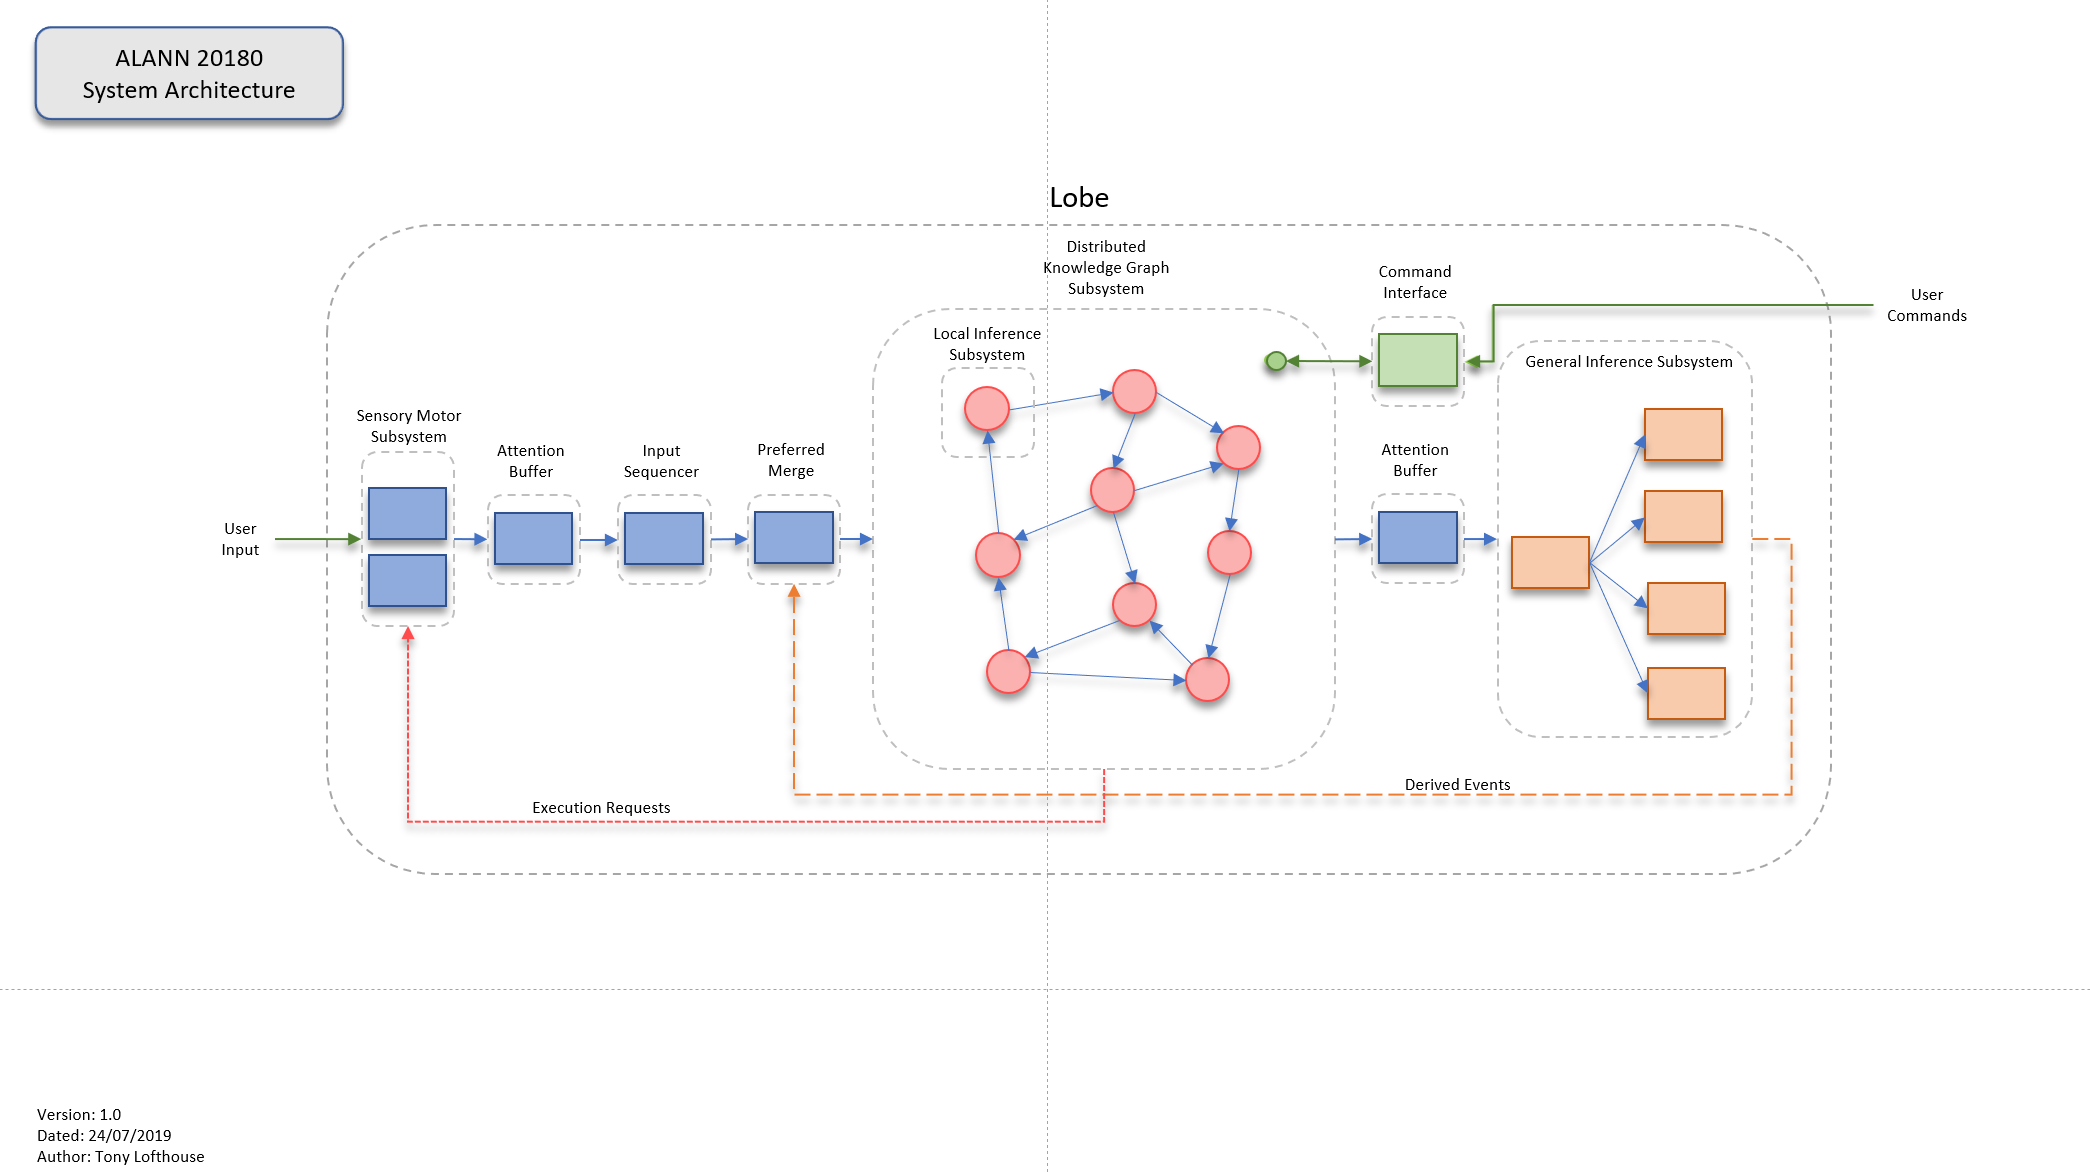 ALANN 20180
System Architecture
Lobe
Distributed
Knowledge Graph
Subsystem
Command
Interface
User
Commands
Local Inference
Subsystem
General Inference Subsystem
Sensory Motor
Subsystem
Attention
Buffer
Input
Sequencer
Preferred
Merge
Attention
Buffer
User
Input
Derived Events
Execution Requests
Version: 1.0
Dated: 24/07/2019
Author: Tony Lofthouse